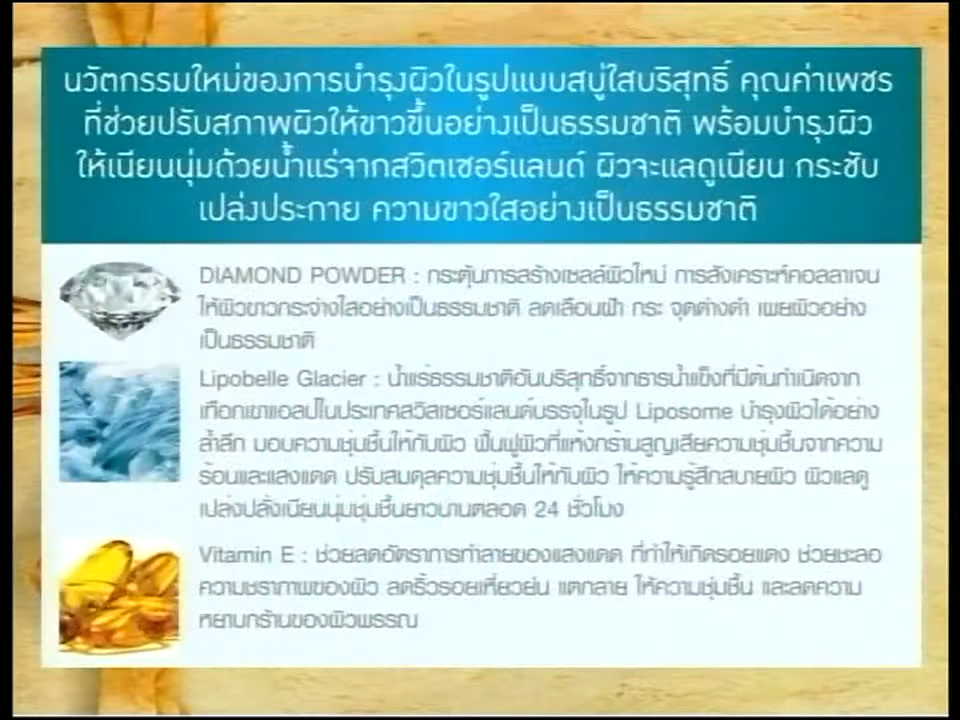 นวัตกรรมใหม่ของการบำรุงผิวในรูปแบบสบู่ใสบริสุทธิ์ คุณค่าเพชร
ที่ช่วยปรับสภาพผิวให้ขาวขึ้นอย่างเป็นธรรมชาติ พร้อมบำรุงผิว
ให้เนียนนุ่มด้วยน้ำแร่จากสวิตเซอร์แลนด์ ผิวจะแลดูเนียน กระชับ
เปล่งประกาย ความขาวใสอย่างเป็นธรรมชาติ
DIAMOND POWDER : กระตุ้นการสร้างเซลล์ผิวใหม่ การสังเคราะห์คอลลาเจน
ให้ผิวขาวกระจ่างใสอย่างเป็นธรรมชาติ ลดเลือนฝ้า กระ จุดด่างดำ เผยผิวอย่าง
เป็นธรรมชาติ
Lipobelle Glacier : น้ำแร่ธรรมชาติอันบริสุทธิ์จากธารน้ำแข็งที่มีต้นกำเนิดจาก
เทือกเขาแอลป์ในประเทศสวิสเซอร์แลนด์บรรจุในรูป Liposome บำรุงผิวได้อย่าง
ล้ำลึก มอบความชุ่มชื้นให้กับผิว ฟื้นฟูผิวที่แห้งกร้านสูญเสียความชุ่มชื้นจากความ
ร้อนและแสงแดด ปรับสมดุลความชุ่มชื้นให้กับผิว ให้ความรู้สึกสบายผิว ผิวแลดู
เปล่งปลั่งเนียนนุ่มชุ่มชื้นยาวนานตลอด 24 ชั่วโมง
Vitamin E : ช่วยลดอัตราการทำลายของแสงแดด ที่ทำให้เกิดรอยแดง ช่วยชะลอ
ความชราภาพของผิว ลดริ้วรอยเหี่ยวย่น แตกลาย ให้ความชุ่มชื้น และลดความ
หยาบกร้านของผิวพรรณ